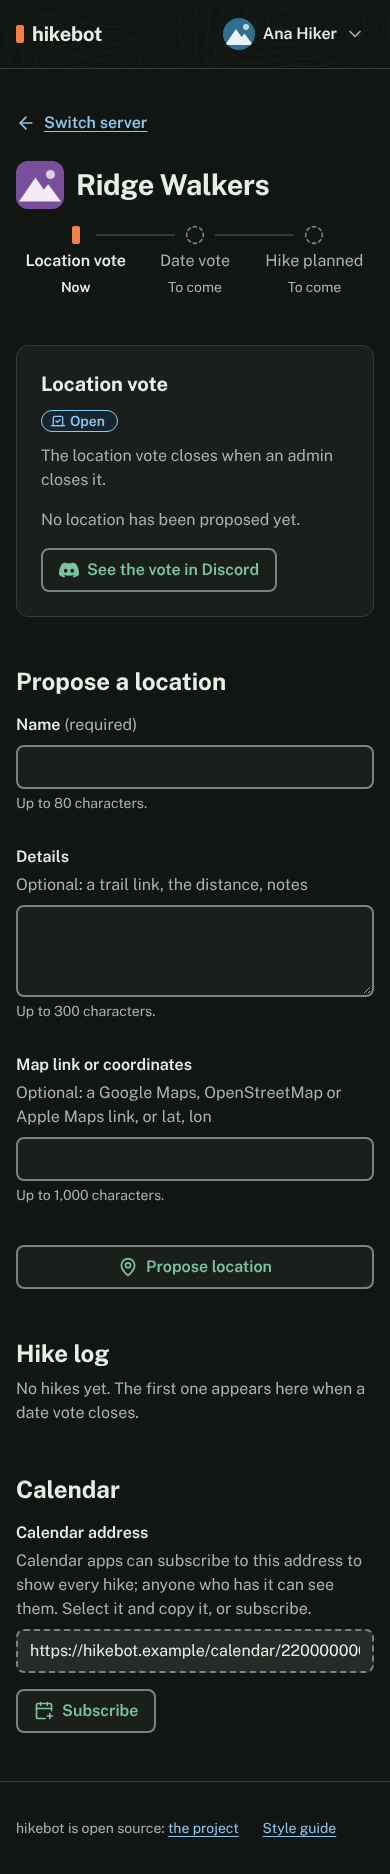 hikebot
Ana Hiker
Switch server
Ridge Walkers
Location vote
Date vote
Hike planned
Now
To come
To come
Location vote
Open
The location vote closes when an admin
closes it.
No location has been proposed yet.
See the vote in Discord
Propose a location
Name (required)
Up to 80 characters.
Details
Optional: a trail link, the distance, notes
Up to 300 characters.
Map link or coordinates
Optional: a Google Maps, OpenStreetMap or
Apple Maps link, or lat, lon
Up to 1,000 characters.
Propose location
Hike log
No hikes yet. The first one appears here when a
date vote closes.
Calendar
Calendar address
Calendar apps can subscribe to this address to
show every hike; anyone who has it can see
them. Select it and copy it, or subscribe.
https://hikebot.example/calendar/22000000
Subscribe
hikebot is open source: the project
Style guide